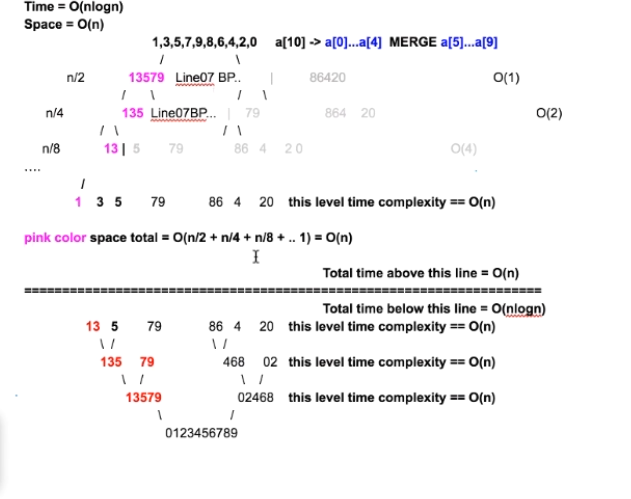 Time = O(nlogn)
Space = O(n)
1,3,5,7,9,8,6,4,2,0 a[10] -> a[0]...a[4] MERGE a[5]...a[9]
/ \
n/2 13579 Line07 BP.. | 86420 O(1)
/ \ / \
n/4 135 Line07BP... | 79 864 20 O(2)
/ \ / \
n/8 13 | 5 79 86 4 2 0 O(4)
....
/
1 3 5 79 86 4 20 this level time complexity == O(n)
pink color space total = O(n/2 + n/4 + n/8 + .. 1) = O(n)
Total time above this line = O(n)
======================================================================
Total time below this line = O(nlogn)
13 5 79 86 4 20 this level time complexity == O(n)
\ / \ /
135 79 468 02 this level time complexity == O(n)
\ / \ /
13579 02468 this level time complexity == O(n)
\ /
0123456789